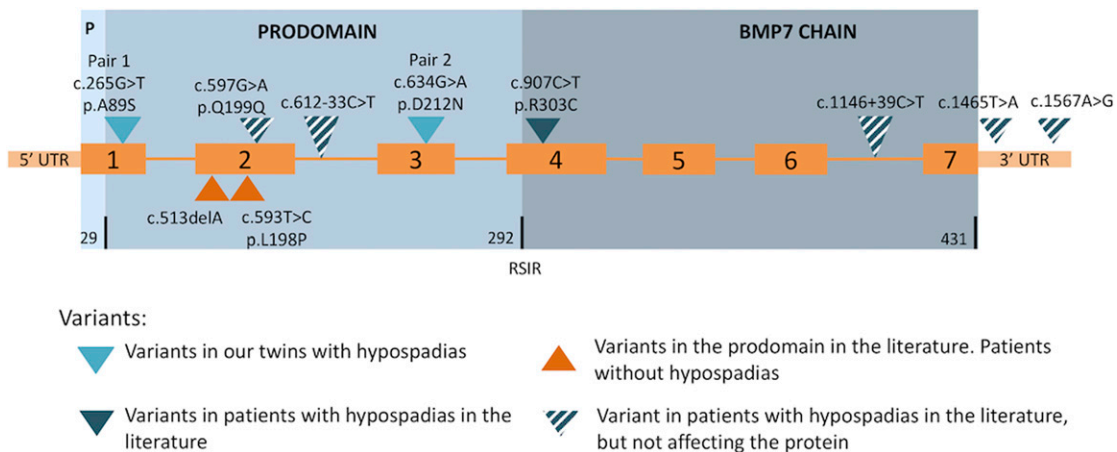 P
PRODOMAIN
BMP7 CHAIN
Pair 1
c.265G>T
p.A89S
c.597G>A
p.Q199Q
c.612-33C>T
Pair 2
c.634G>A
p.D212N
c.907C>T
p.R303C
c.1146+39C>T
c.1465T>A
c.1567A>G
5' UTR
1
2
3
4
5
6
7
3' UTR
c.513delA
c.593T>C
p.L198P
29
292
431
RSIR
Variants:
Variants in our twins with hypospadias
Variants in the prodomain in the literature. Patients
without hypospadias
Variants in patients with hypospadias in the
literature
Variant in patients with hypospadias in the literature,
but not affecting the protein